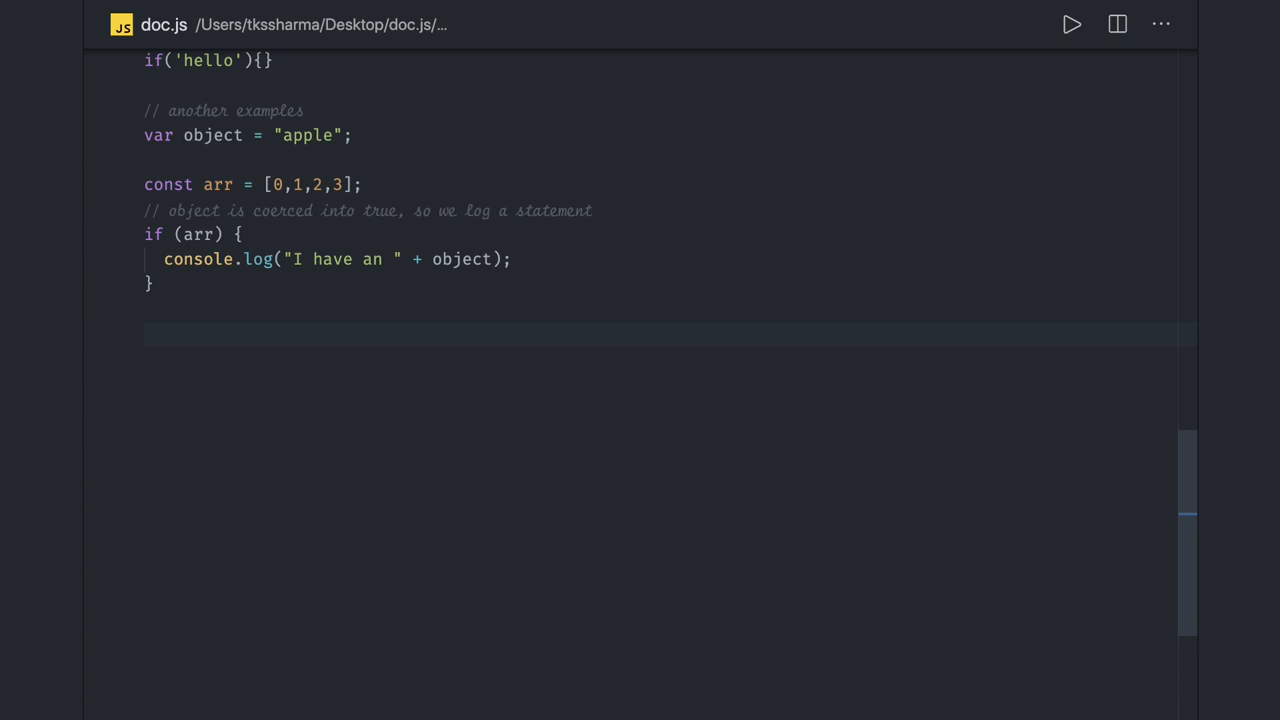 JS doc.js /Users/tkssharma/Desktop/doc.js/...
if('hello'){}
// another examples
var object = "apple";
const arr = [0,1,2,3];
// object is coerced into true, so we log a statement
if (arr) {
console.log("I have an " + object);
}